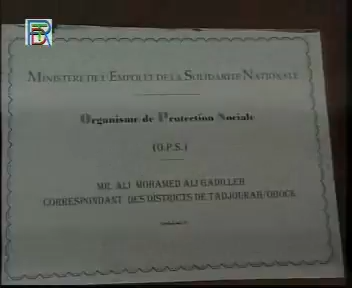 RTD
MINISTERE DE L'EMPLOI ET DE LA SOLIDARITE NATIONALE
Organisme de Protection Sociale
(O.P.S.)
MR. ALI MOHAMED ALI GADILLEH
CORRESPONDANT DES DISTRICTS DE TADJOURAH/OBOCK